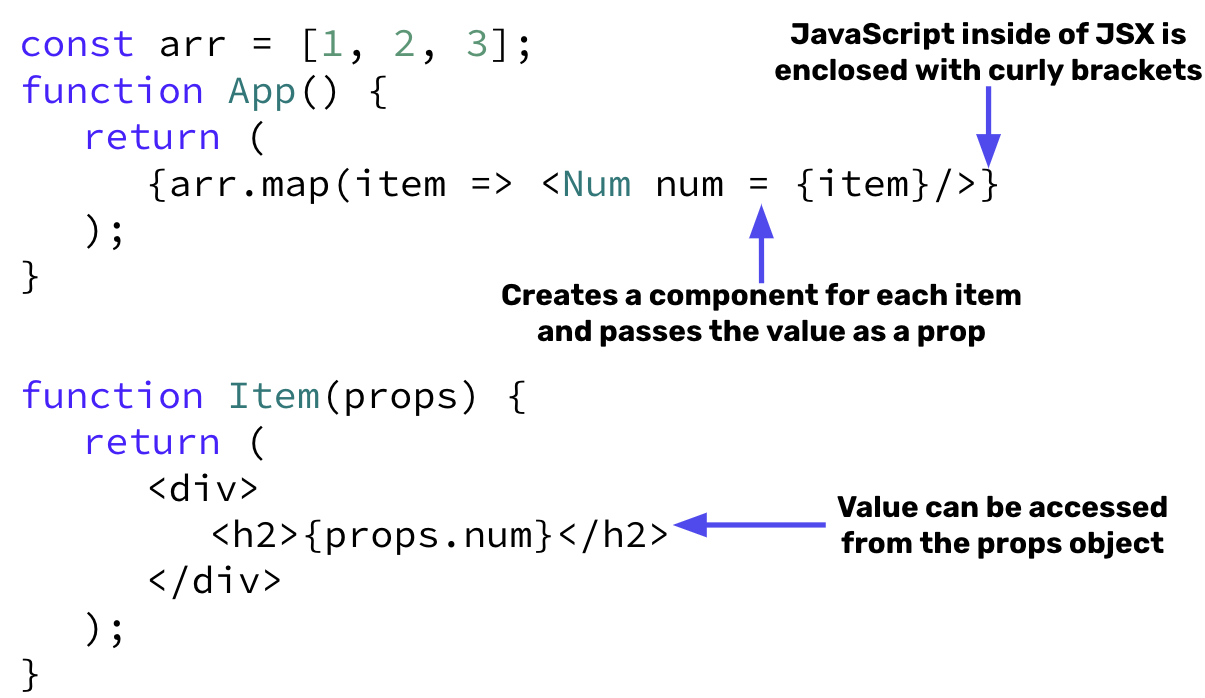 const arr = [1, 2, 3];
function App() {
return (
{arr.map(item => <Num num = {item}/>}
);
}
JavaScript inside of JSX is
enclosed with curly brackets
Creates a component for each item
and passes the value as a prop
function Item(props) {
return (
<div>
<h2>{props.num}</h2>
</div>
);
}
Value can be accessed
from the props object